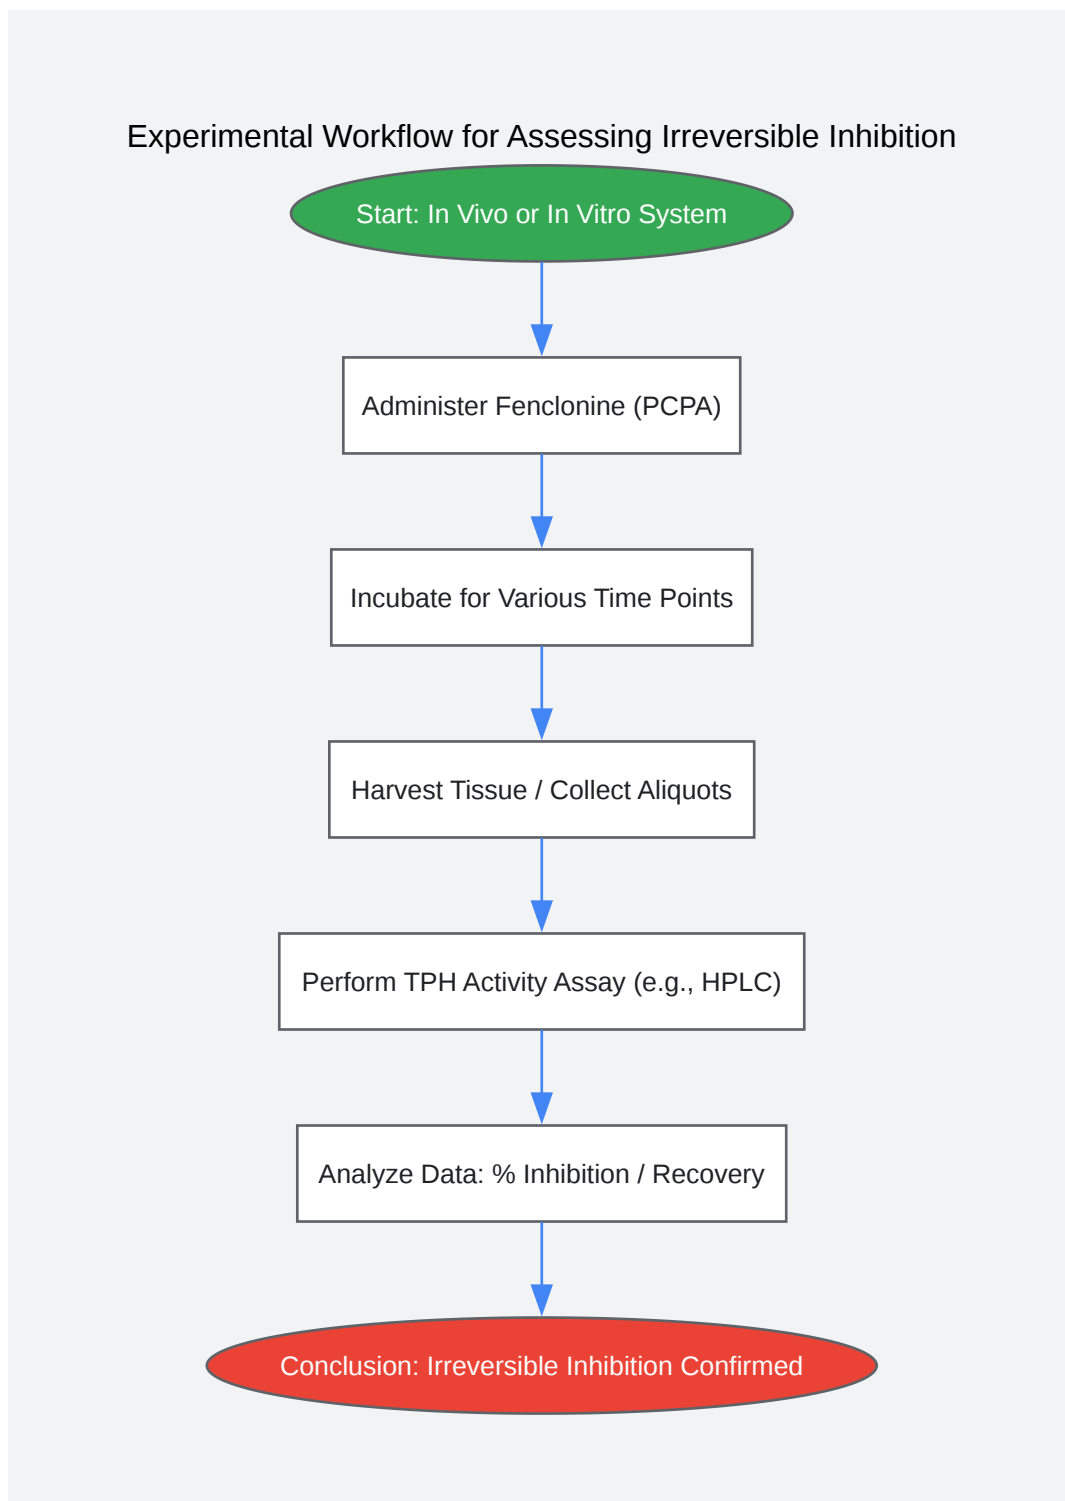 Experimental Workflow for Assessing Irreversible Inhibition
Start: In Vivo or In Vitro System
Administer Fenclonine (PCPA)
Incubate for Various Time Points
Harvest Tissue / Collect Aliquots
Perform TPH Activity Assay (e.g., HPLC)
Analyze Data: % Inhibition / Recovery
Conclusion: Irreversible Inhibition Confirmed